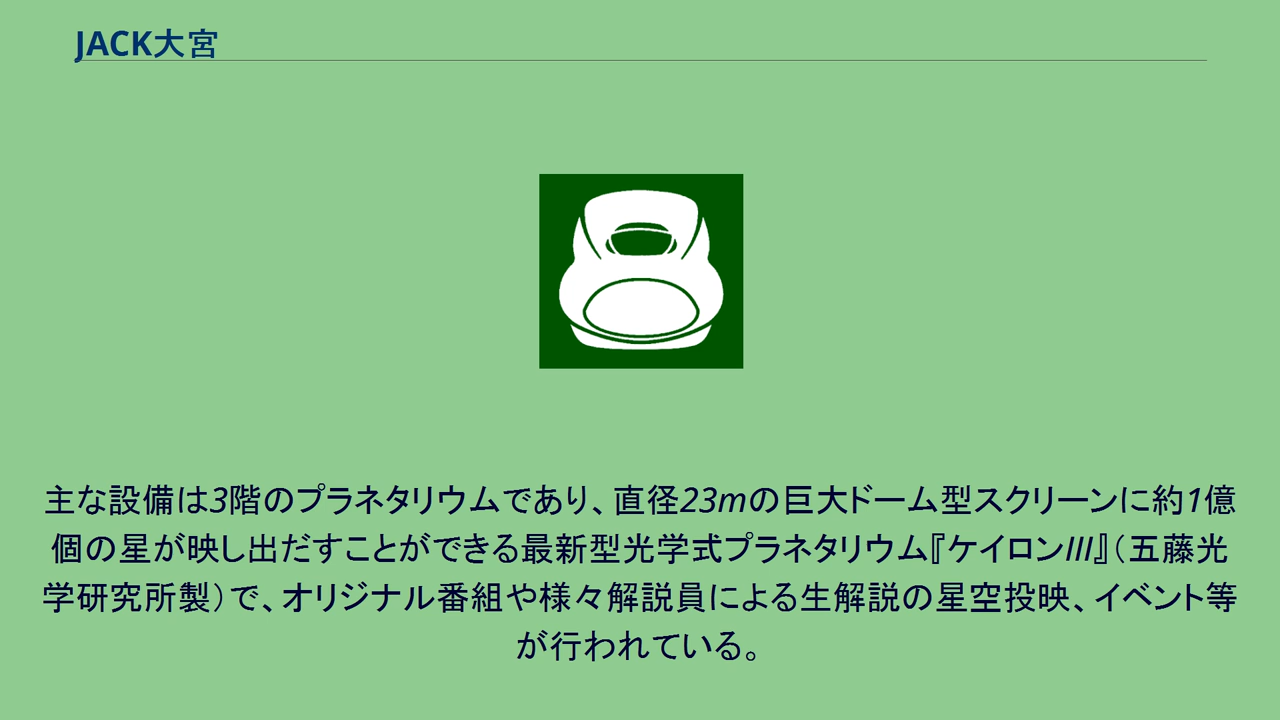 JACK大宮
主な設備は3階のプラネタリウムであり、直径23mの巨大ドーム型スクリーンに約1億
個の星が映し出だすことができる最新型光学式プラネタリウム『ケイロンIII』（五藤光
学研究所製）で、オリジナル番組や様々解説員による生解説の星空投映、イベント等
が行われている。